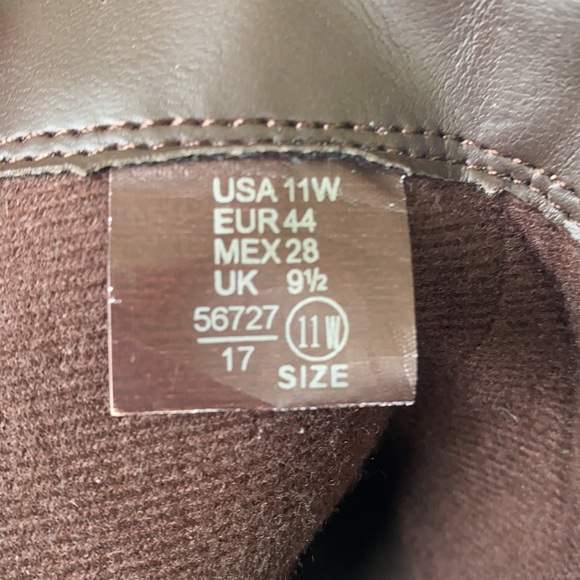 USA 11W
EUR 44
MEX 28
UK 9½
56727
17
11W
SIZE